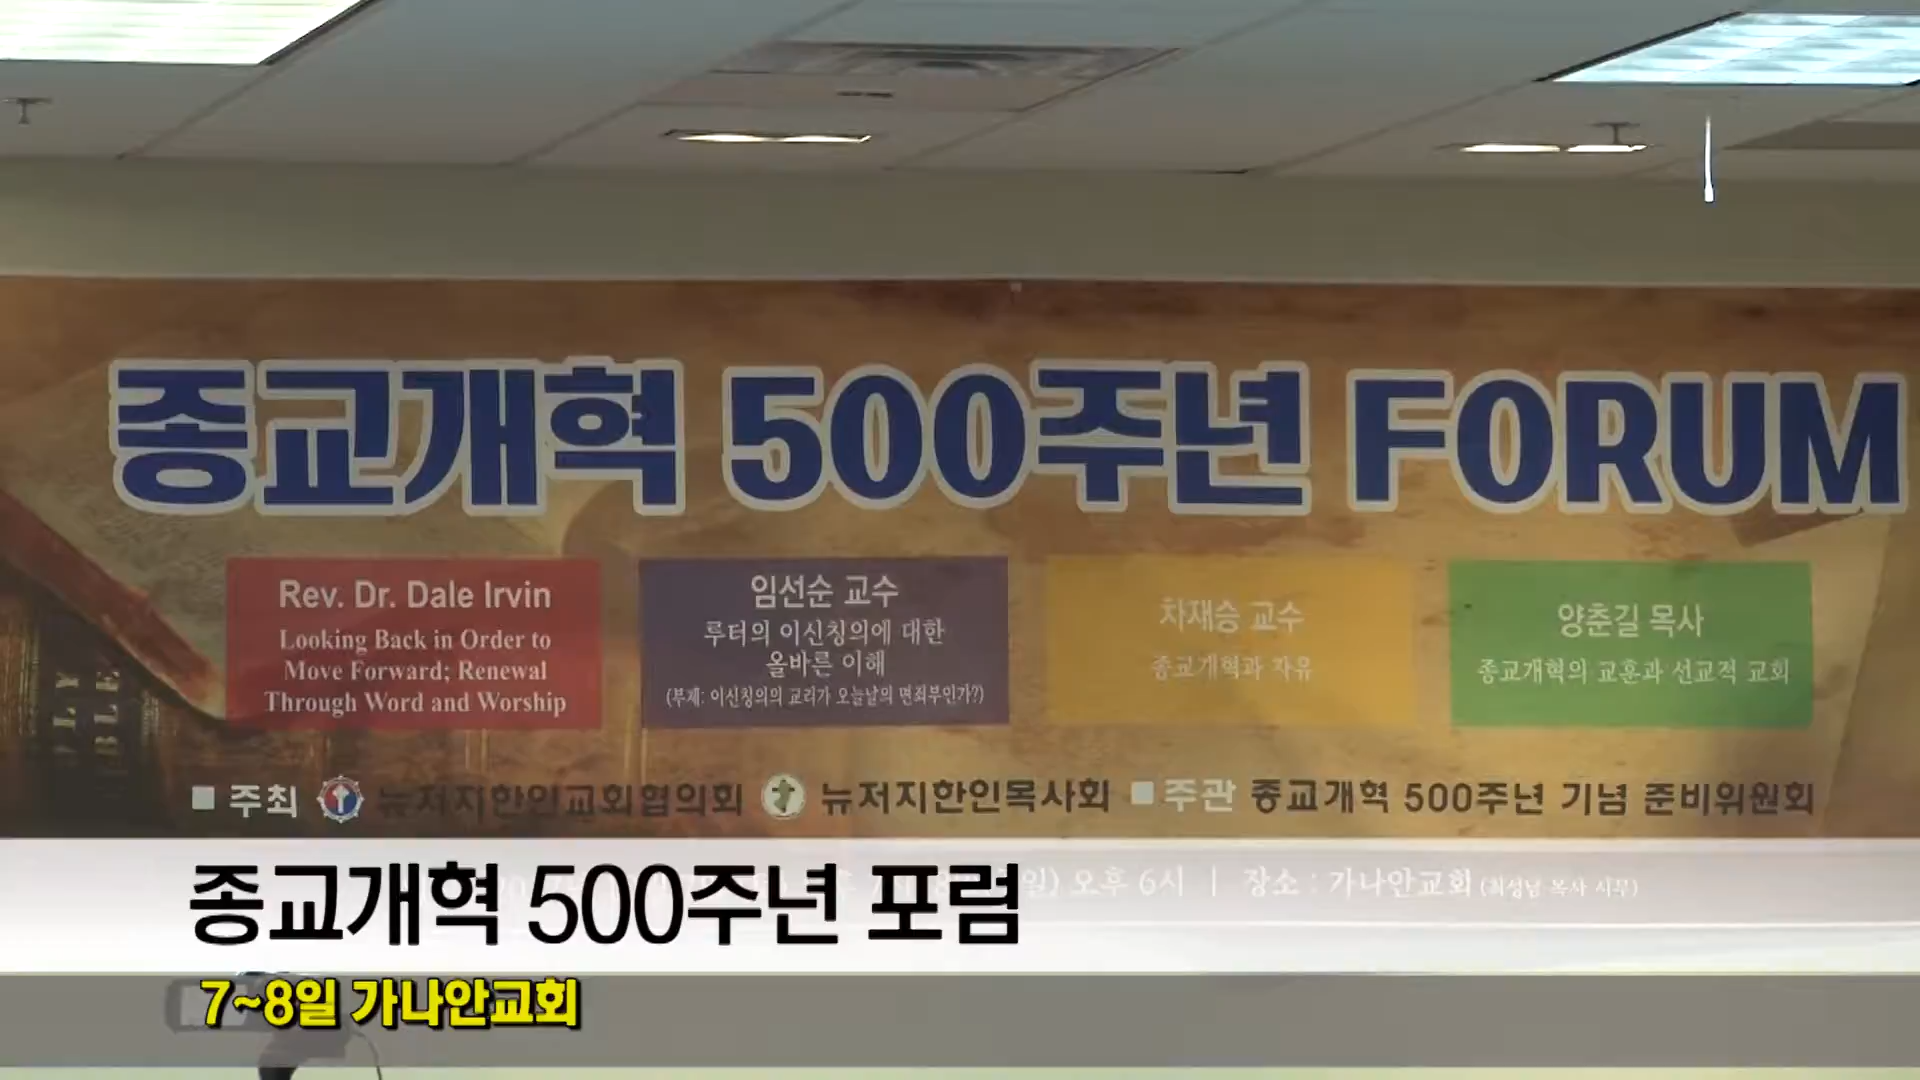 종교개혁 500주년 FORUM
Rev. Dr. Dale Irvin
Looking Back in Order to
Move Forward; Renewal
Through Word and Worship
임선순 교수
루터의 이신칭의에 대한
올바른 이해
(부제: 이신칭의의 교리가 오늘날의 면죄부인가?)
차재승 교수
종교개혁과 자유
양춘길 목사
종교개혁의 교훈과 선교적 교회
LY
BLE
■ 주최 뉴저지한인교회협의회 뉴저지한인목사회 ■ 주관 종교개혁 500주년 기념 준비위원회
일) 오후 6시 | 장소 : 가나안교회
종교개혁 500주년 포럼
7~8일 가나안교회